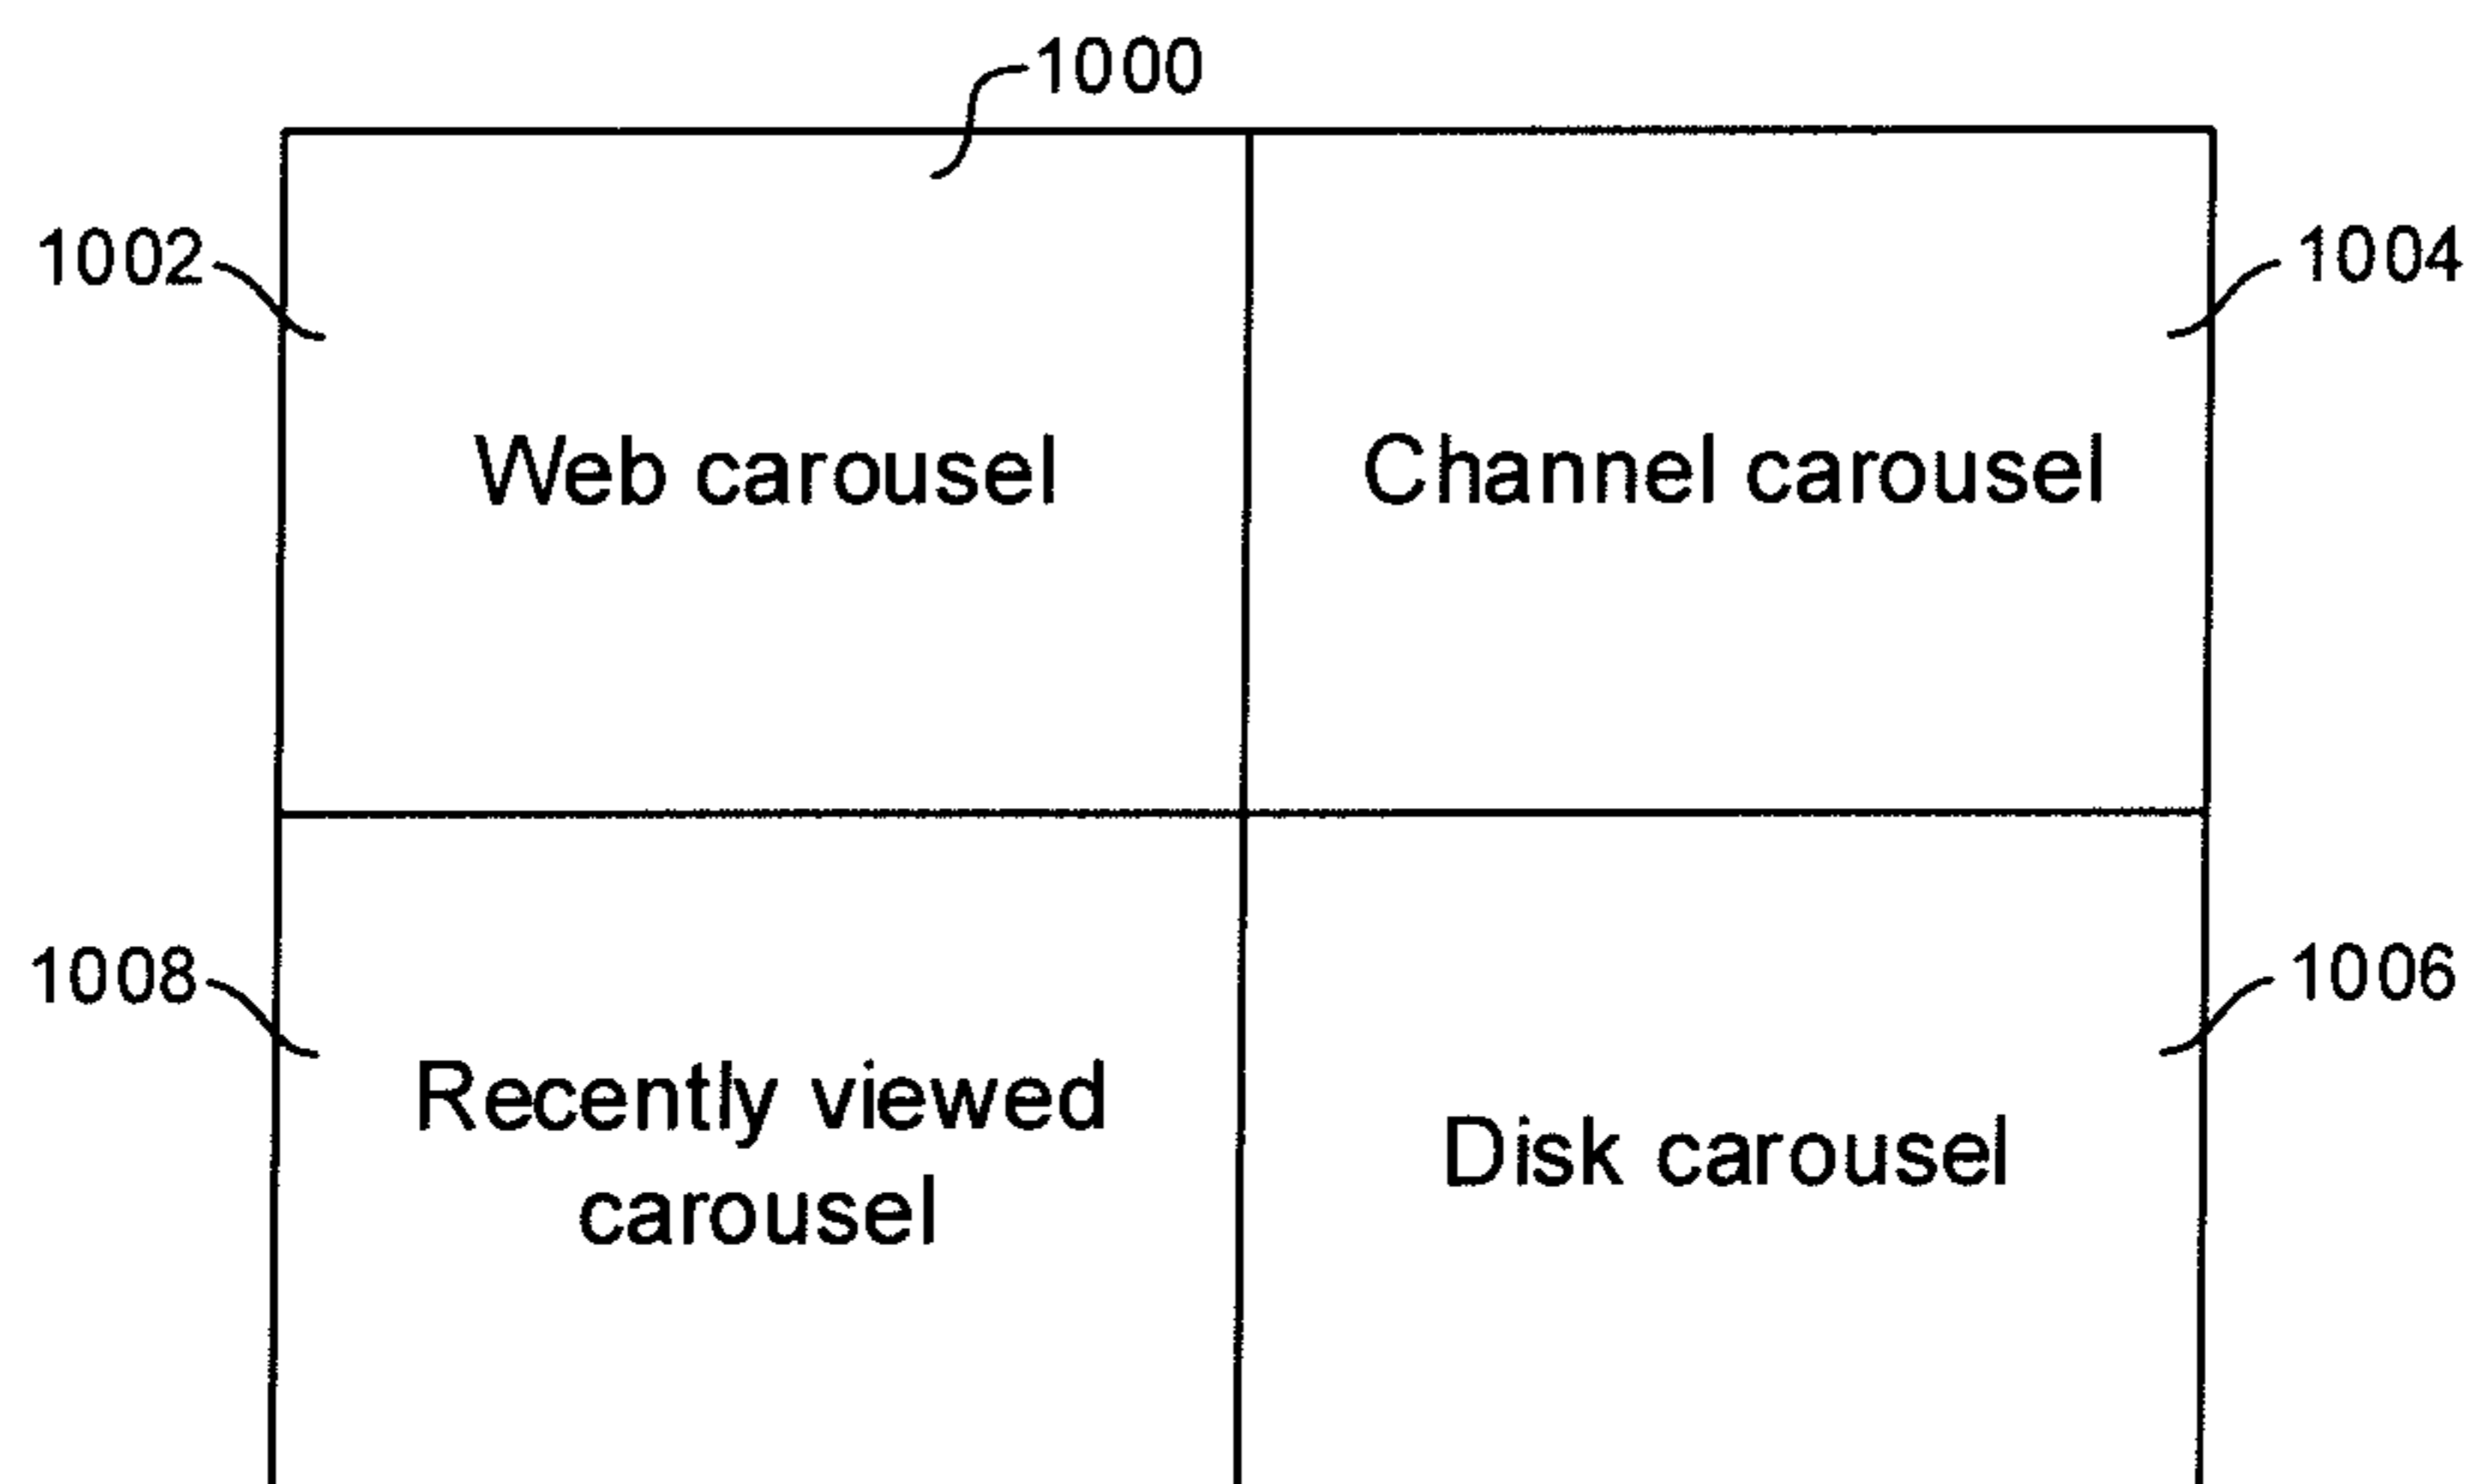 1000
1002
1004
Web carousel
Channel carousel
1008
1006
Recently viewed
carousel
Disk carousel